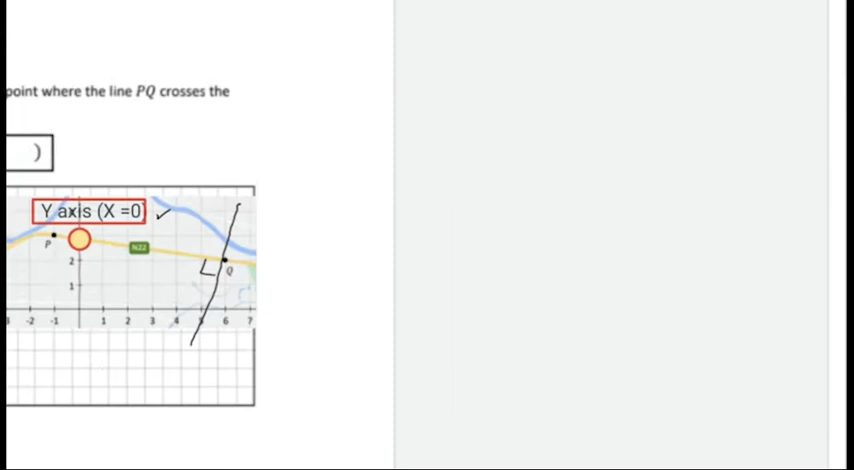 point where the line PQ crosses the
)
Y axis (X =0)
P
N22
2
Q
1
-2 -1 1 2 3 4 6 7